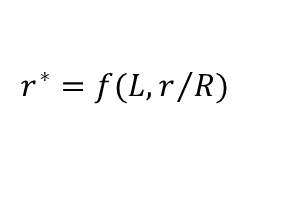 r* = f(L, r/R)